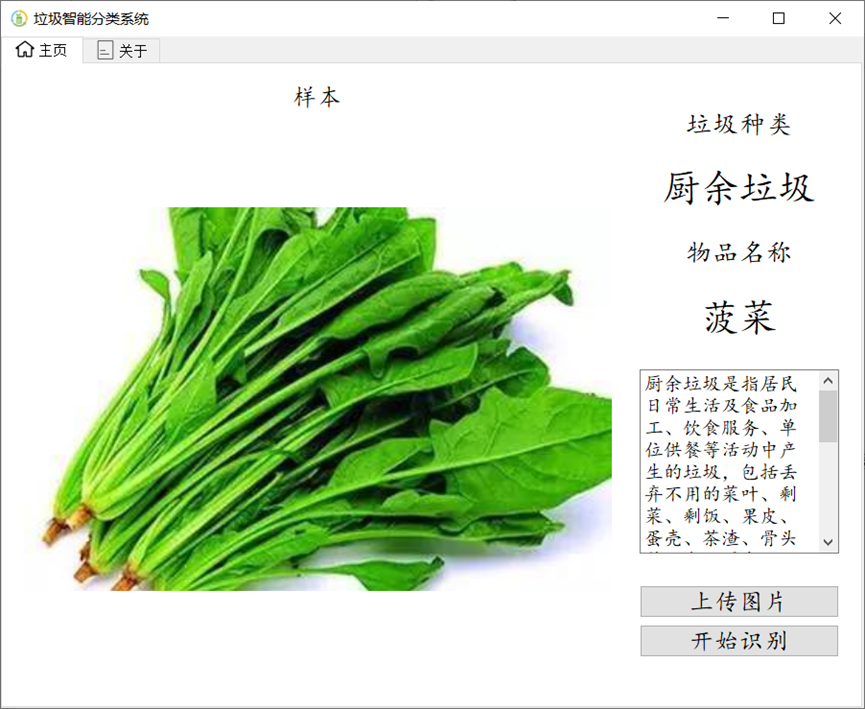 垃圾智能分类系统
主页
关于
样本
垃圾种类
厨余垃圾
物品名称
菠菜
厨余垃圾是指居民
日常生活及食品加
工、饮食服务、单
位供餐等活动中产
生的垃圾，包括丢
弃不用的菜叶、剩
菜、剩饭、果皮、
蛋壳、茶渣、骨头
上传图片
开始识别